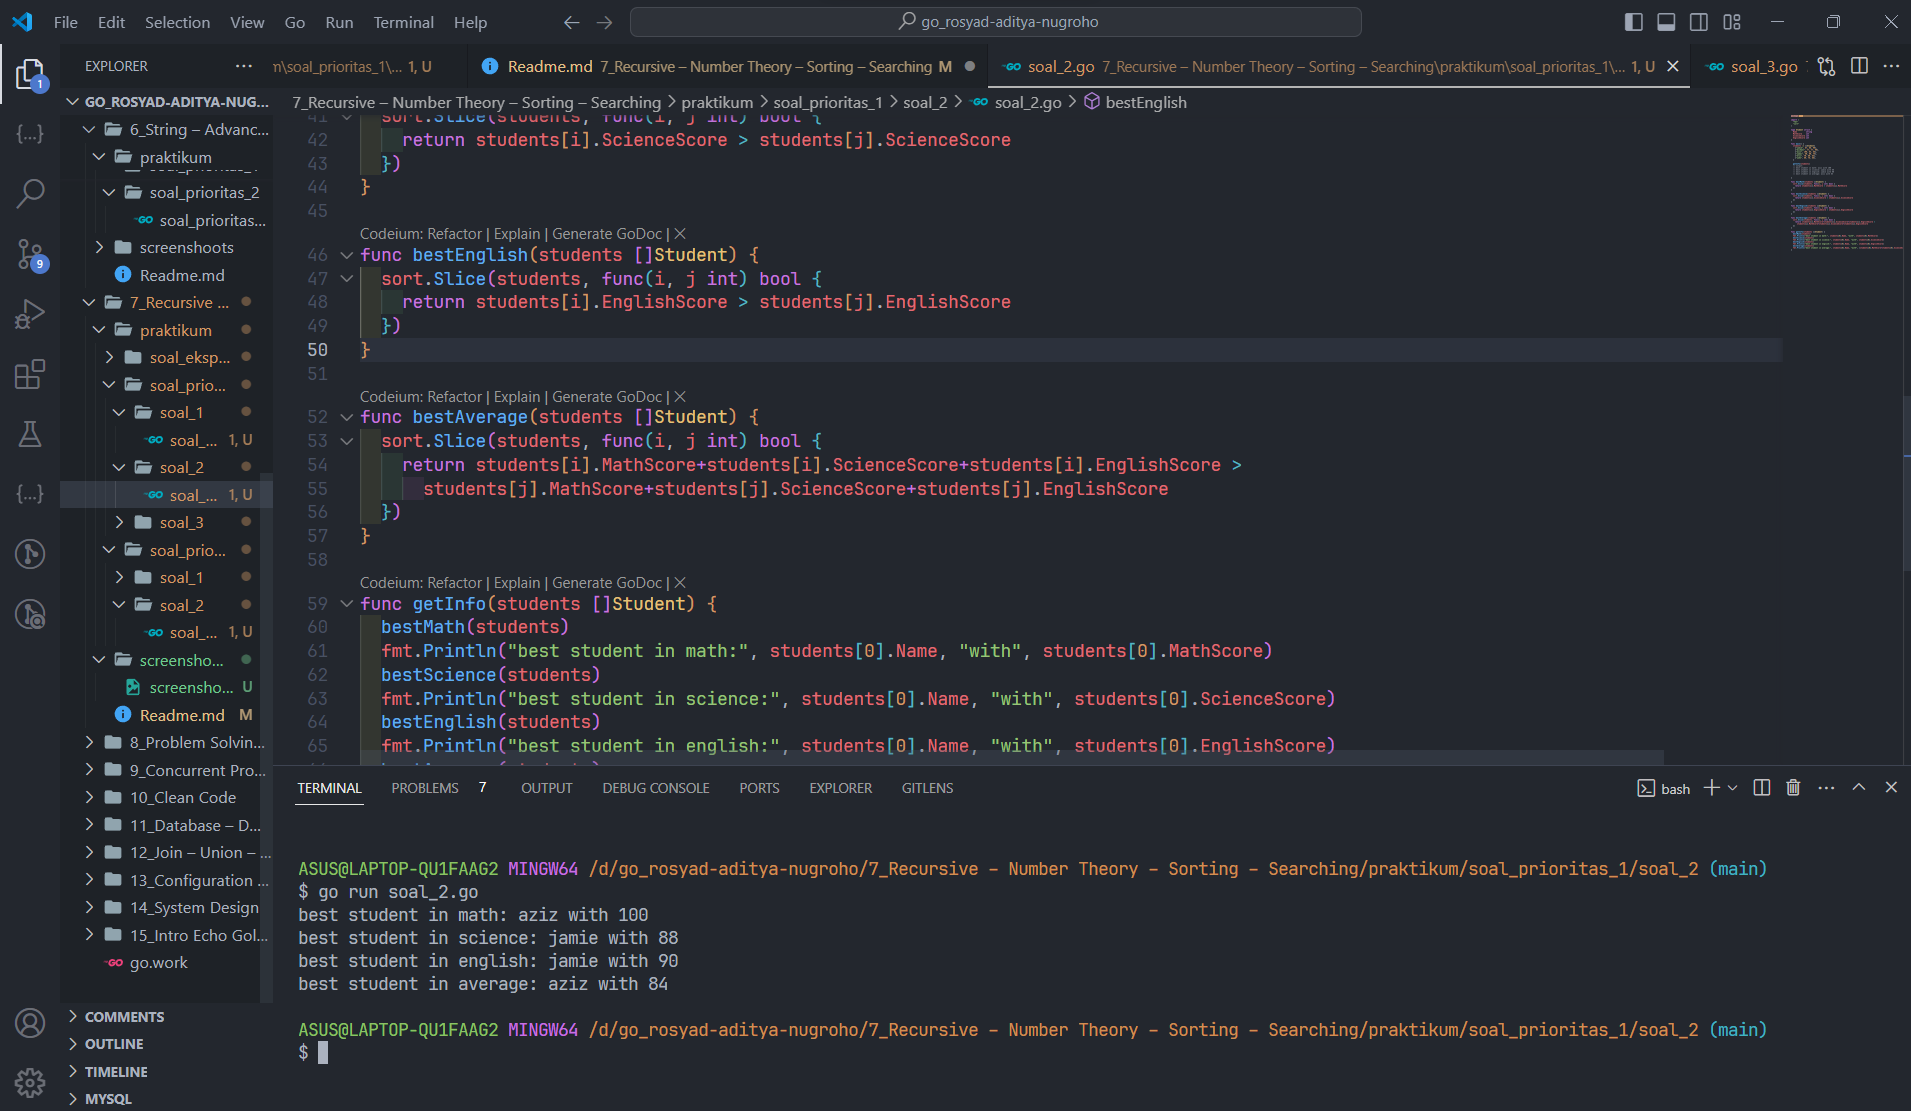 File Edit Selection View Go Run Terminal Help
go_rosyad-aditya-nugroho
EXPLORER
m\soal_prioritas_1\... 1, U
Readme.md 7_Recursive – Number Theory – Sorting – Searching M
soal_2.go 7_Recursive – Number Theory – Sorting – Searching\praktikum\soal_prioritas_1\... 1, U
soal_3.go
7_Recursive – Number Theory – Sorting – Searching > praktikum > soal_prioritas_1 > soal_2 > soal_2.go > bestEnglish
1
9
GO_ROSYAD-ADITYA-NUG...
6_String – Advanc...
praktikum
soal_prioritas_2
soal_prioritas...
screenshoots
Readme.md
7_Recursive ...
praktikum
soal_eksp...
soal_prio...
soal_1
soal_... 1, U
soal_2
soal_... 1, U
soal_3
soal_prio...
soal_1
soal_2
soal_... 1, U
screensho...
screensho... U
Readme.md M
8_Problem Solvin...
9_Concurrent Pro...
10_Clean Code
11_Database – D...
12_Join – Union – ...
13_Configuration ...
14_System Design
15_Intro Echo Gol...
go.work
COMMENTS
OUTLINE
TIMELINE
MYSQL
41 sort.Slice(students, func(i, j int) bool {
42 return students[i].ScienceScore > students[j].ScienceScore
43 })
44 }
45
Codeium: Refactor | Explain | Generate GoDoc | X
46 func bestEnglish(students []Student) {
47 sort.Slice(students, func(i, j int) bool {
48 return students[i].EnglishScore > students[j].EnglishScore
49 })
50 }
51
Codeium: Refactor | Explain | Generate GoDoc | X
52 func bestAverage(students []Student) {
53 sort.Slice(students, func(i, j int) bool {
54 return students[i].MathScore+students[i].ScienceScore+students[i].EnglishScore >
55 students[j].MathScore+students[j].ScienceScore+students[j].EnglishScore
56 })
57 }
58
Codeium: Refactor | Explain | Generate GoDoc | X
59 func getInfo(students []Student) {
60 bestMath(students)
61 fmt.Println("best student in math:", students[0].Name, "with", students[0].MathScore)
62 bestScience(students)
63 fmt.Println("best student in science:", students[0].Name, "with", students[0].ScienceScore)
64 bestEnglish(students)
65 fmt.Println("best student in english:", students[0].Name, "with", students[0].EnglishScore)
TERMINAL PROBLEMS 7 OUTPUT DEBUG CONSOLE PORTS EXPLORER GITLENS
bash
ASUS@LAPTOP-QU1FAAG2 MINGW64 /d/go_rosyad-aditya-nugroho/7_Recursive – Number Theory – Sorting – Searching/praktikum/soal_prioritas_1/soal_2 (main)
$ go run soal_2.go
best student in math: aziz with 100
best student in science: jamie with 88
best student in english: jamie with 90
best student in average: aziz with 84
ASUS@LAPTOP-QU1FAAG2 MINGW64 /d/go_rosyad-aditya-nugroho/7_Recursive – Number Theory – Sorting – Searching/praktikum/soal_prioritas_1/soal_2 (main)
$